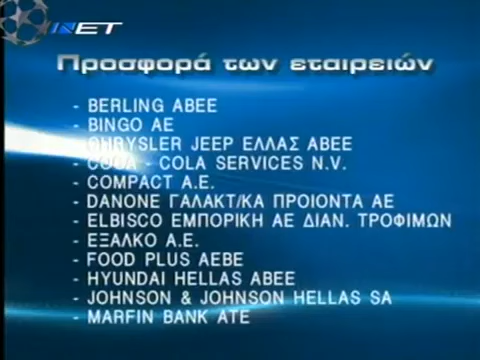 NET
Προσφορά των εταιρειών
- BERLING ABEE
- BINGO AE
- CHRYSLER JEEP ΕΛΛΑΣ ABEE
- COCA - COLA SERVICES N.V.
- COMPACT A.E.
- DANONE ΓΑΛΑΚΤ/ΚΑ ΠΡΟΙΟΝΤΑ ΑΕ
- ELBISCO ΕΜΠΟΡΙΚΗ ΑΕ ΔΙΑΝ. ΤΡΟΦΙΜΩΝ
- ΕΞΑΛΚΟ Α.Ε.
- FOOD PLUS AEBE
- HYUNDAI HELLAS ABEE
- JOHNSON & JOHNSON HELLAS SA
- MARFIN BANK ATE